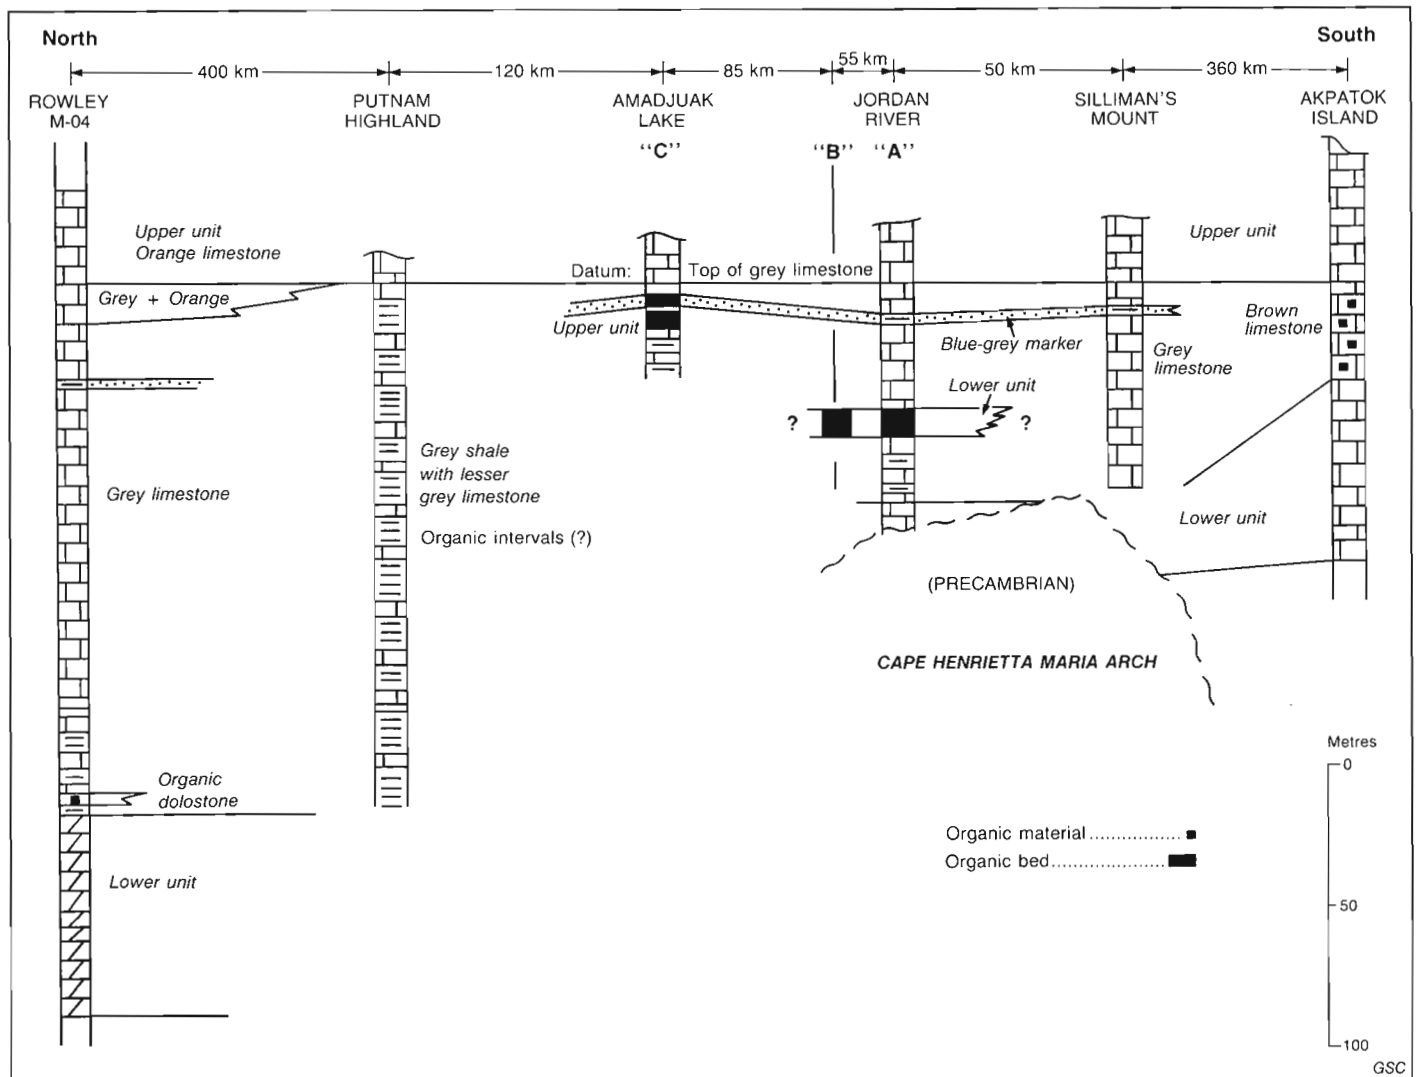 North
South
400 km
120 km
85 km
55 km
50 km
360 km
ROWLEY
M-04
PUTNAM
HIGHLAND
AMADJUAK
LAKE
JORDAN
RIVER
SILLIMAN'S
MOUNT
AKPATOK
ISLAND
"C"
"B"
"A"
Upper unit
Orange limestone
Upper unit
Datum:
Top of grey limestone
Grey + Orange
Upper unit
Blue-grey marker
Brown
limestone
Grey
limestone
Lower unit
?
?
Grey shale
with lesser
grey limestone
Grey limestone
Organic intervals (?)
Lower unit
(PRECAMBRIAN)
CAPE HENRIETTA MARIA ARCH
Organic
dolostone
Lower unit
Metres
0
50
100
Organic material
Organic bed
GSC